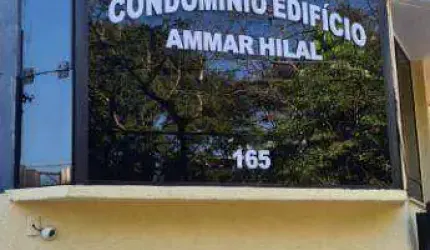 CONDOMÍNIO EDIFÍCIO
AMMAR HILAL
165